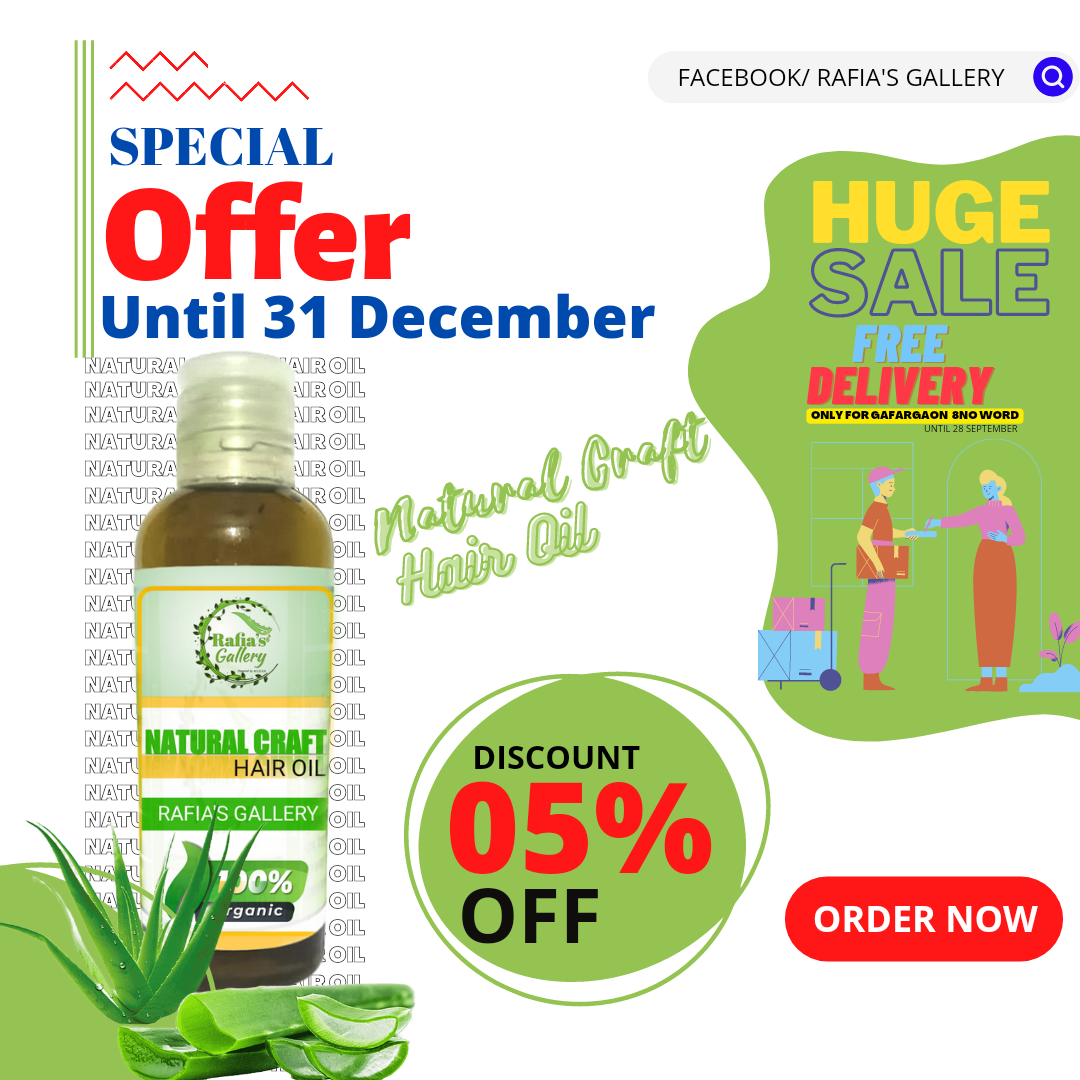 FACEBOOK/ RAFIA'S GALLERY
SPECIAL
Offer
Until 31 December
HUGE
SALE
FREE
DELIVERY
ONLY FOR GAFARGAON 8NO WORD
UNTIL 28 SEPTEMBER
Natural Craft
Hair Oil
Rafia's
Gallery
NATURAL CRAFT
HAIR OIL
RAFIA'S GALLERY
100%
rganic
DISCOUNT
05%
OFF
ORDER NOW